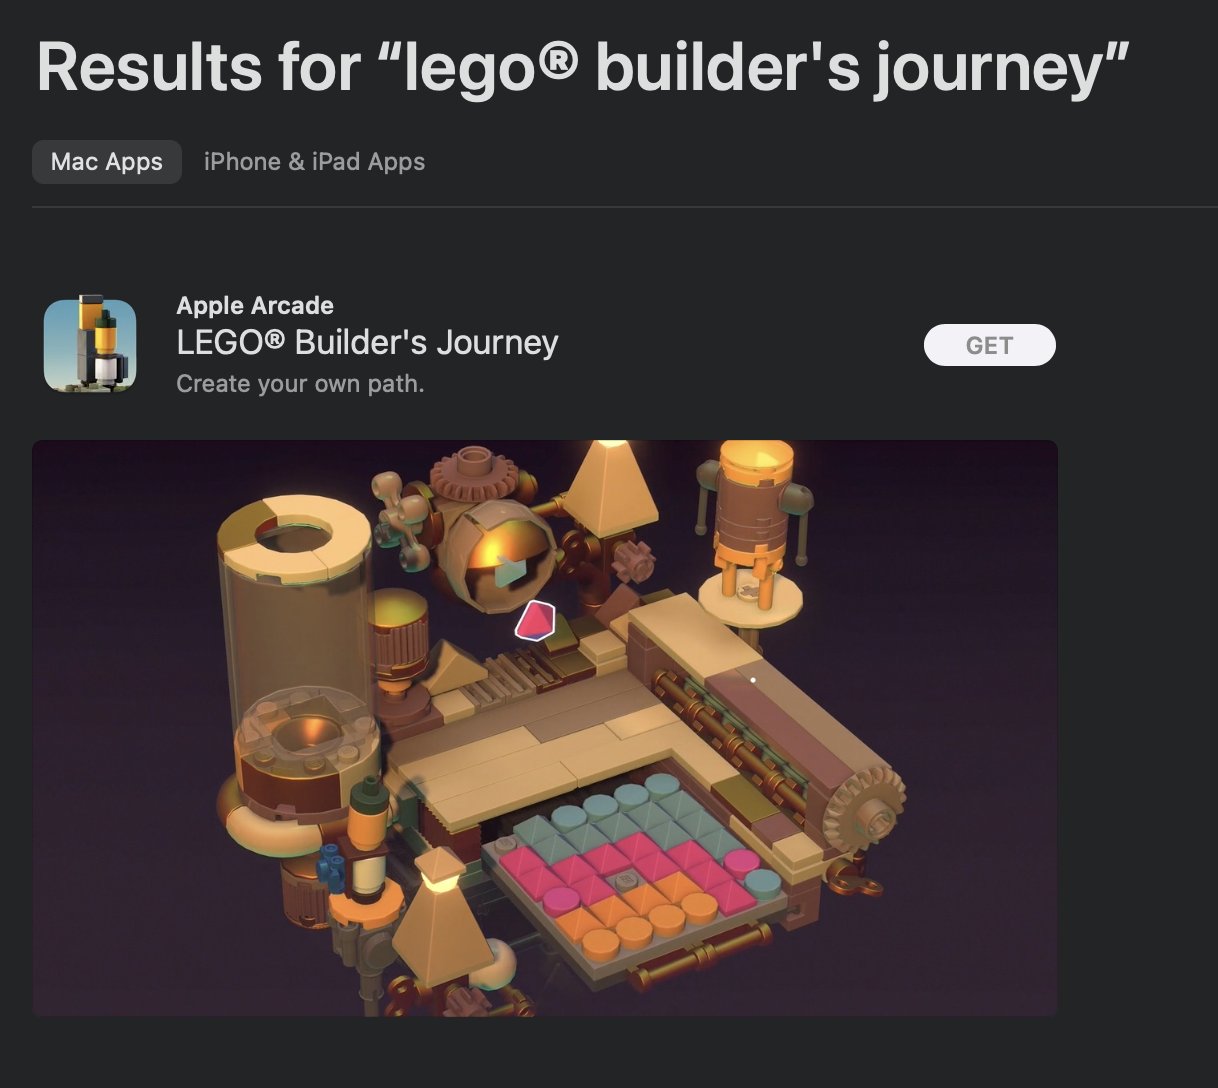 Results for “lego® builder's journey”
Mac Apps
iPhone & iPad Apps
Apple Arcade
LEGO® Builder's Journey
Create your own path.
GET